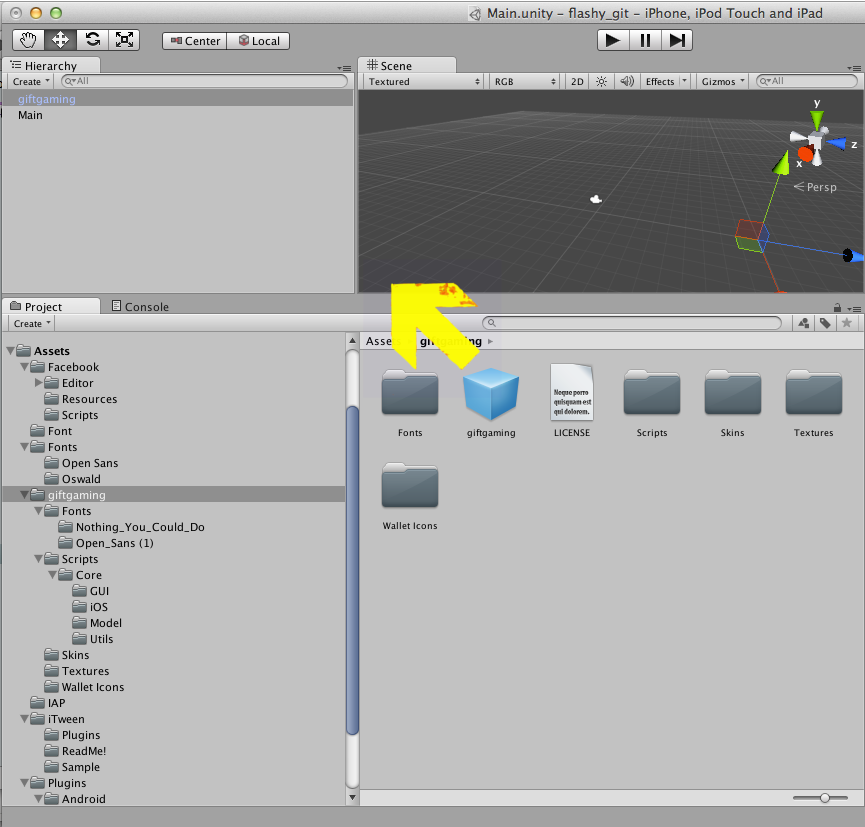 Main.unity – flashy_git – iPhone, iPod Touch and iPad
Center Local
Hierarchy
Create All
giftgaming
Main
Scene
Textured RGB 2D Effects Gizmos All
y
z
x
Persp
Project Console
Create
Assets giftgaming
Assets
Facebook
Editor
Resources
Scripts
Font
Fonts
Open Sans
Oswald
giftgaming
Fonts
Nothing_You_Could_Do
Open_Sans (1)
Scripts
Core
GUI
iOS
Model
Utils
Skins
Textures
Wallet Icons
IAP
iTween
Plugins
ReadMe!
Sample
Plugins
Android
Neque porro
quisquam est
qui dolorem.
Fonts giftgaming LICENSE Scripts Skins Textures
Wallet Icons